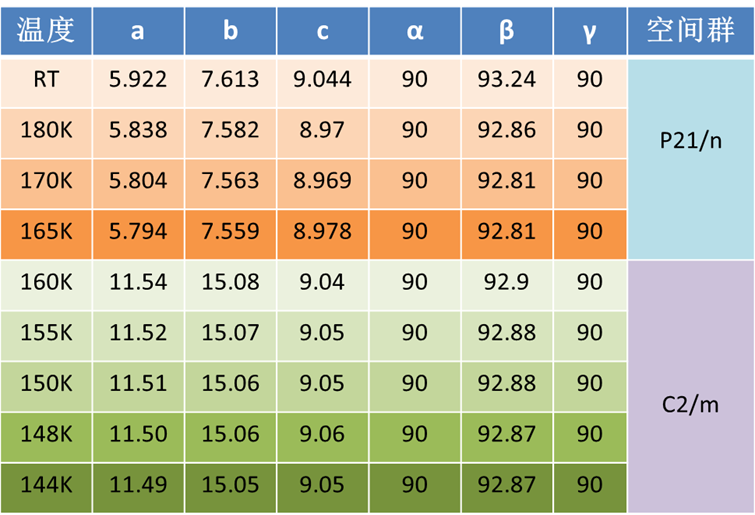 温度 a b c α β γ 空间群
RT 5.922 7.613 9.044 90 93.24 90
180K 5.838 7.582 8.97 90 92.86 90
P21/n
170K 5.804 7.563 8.969 90 92.81 90
165K 5.794 7.559 8.978 90 92.81 90
160K 11.54 15.08 9.04 90 92.9 90
155K 11.52 15.07 9.05 90 92.88 90
150K 11.51 15.06 9.05 90 92.88 90
C2/m
148K 11.50 15.06 9.06 90 92.87 90
144K 11.49 15.05 9.05 90 92.87 90